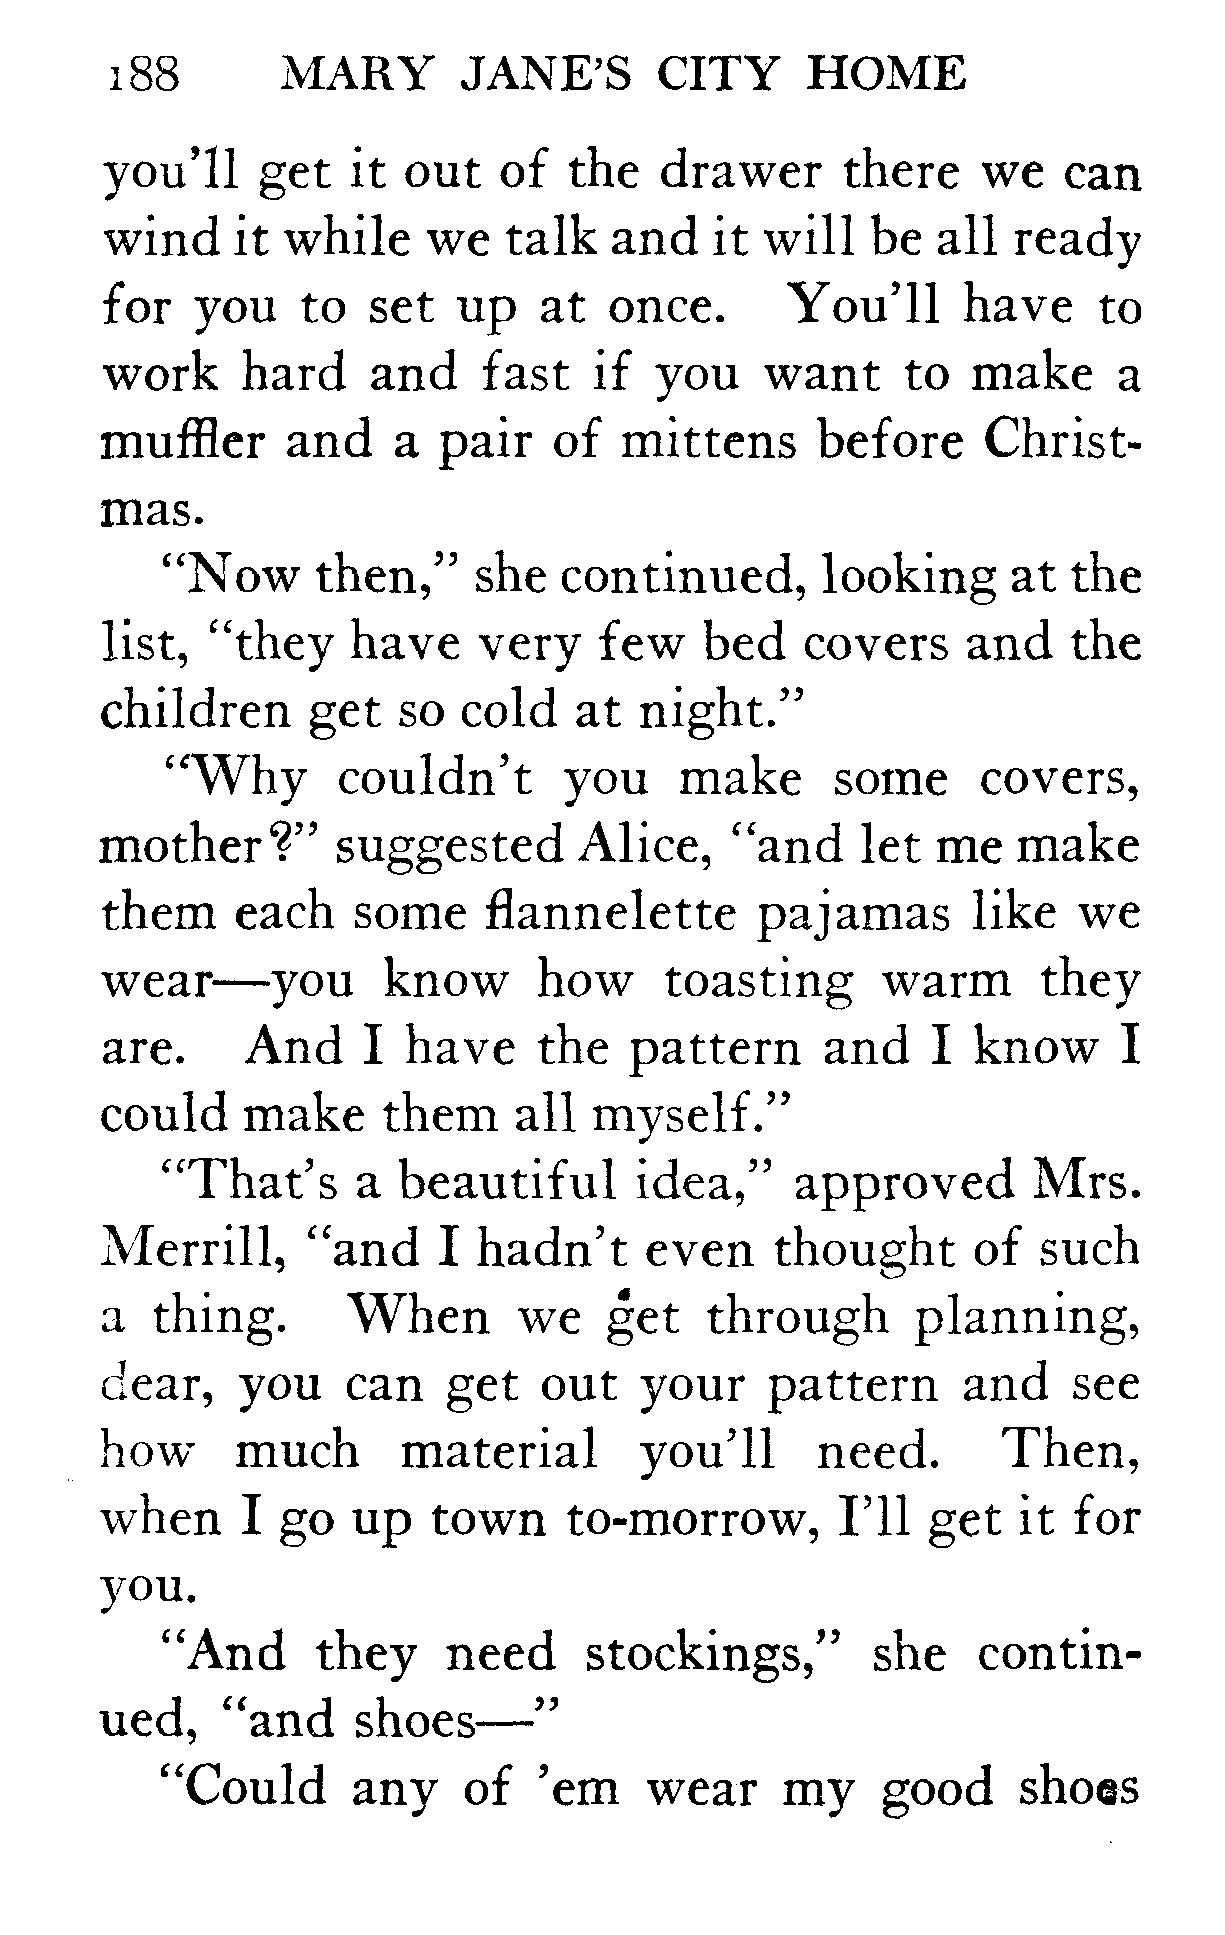 188 MARY JANE'S CITY HOME
you'll get it out of the drawer there we can
wind it while we talk and it will be all ready
for you to set up at once. You'll have to
work hard and fast if you want to make a
muffler and a pair of mittens before Christ-
mas.
"Now then," she continued, looking at the
list, "they have very few bed covers and the
children get so cold at night."
"Why couldn't you make some covers,
mother?" suggested Alice, "and let me make
them each some flannelette pajamas like we
wear—you know how toasting warm they
are. And I have the pattern and I know I
could make them all myself."
"That's a beautiful idea," approved Mrs.
Merrill, "and I hadn't even thought of such
a thing. When we get through planning,
dear, you can get out your pattern and see
how much material you'll need. Then,
when I go up town to-morrow, I'll get it for
you.
"And they need stockings," she contin-
ued, "and shoes—"
"Could any of 'em wear my good shoes